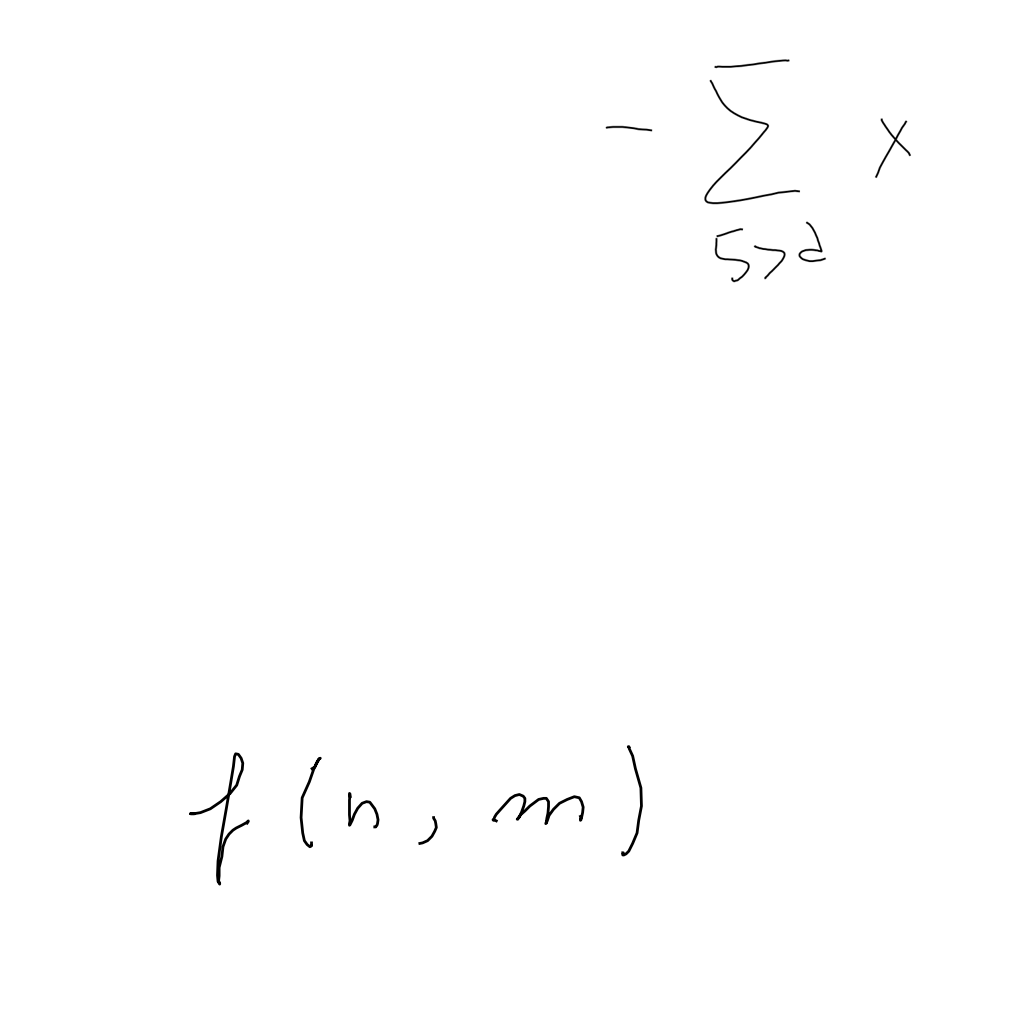 - ∑_{5>2} x
f(n, m)